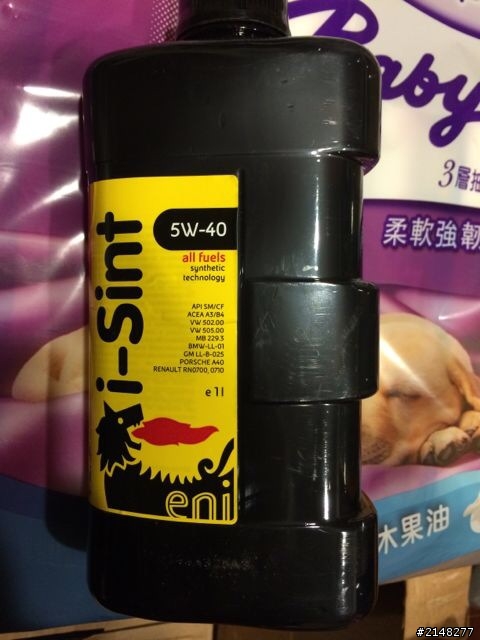 Baby
3層抽
柔軟強韌
i-Sint
5W-40
all fuels
synthetic
technology
API SM/CF
ACEA A3/B4
VW 502.00
VW 505.00
MB 229.3
BMW-LL-01
GM LL-B-025
PORSCHE A40
RENAULT RN0700, 0710
e 1 l
eni
木果油
#2148277